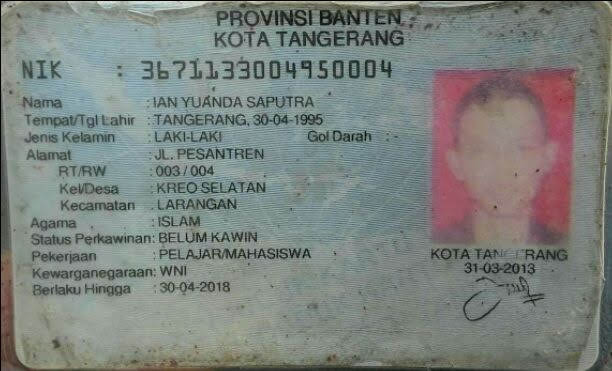 PROVINSI BANTEN
KOTA TANGERANG
NIK : 3671133004950004
Nama : IAN YUANDA SAPUTRA
Tempat/Tgl Lahir : TANGERANG, 30-04-1995
Jenis Kelamin : LAKI-LAKI Gol Darah : -
Alamat : JL. PESANTREN
RT/RW : 003 / 004
Kel/Desa : KREO SELATAN
Kecamatan : LARANGAN
Agama : ISLAM
Status Perkawinan: BELUM KAWIN
Pekerjaan : PELAJAR/MAHASISWA
Kewarganegaraan: WNI
Berlaku Hingga : 30-04-2018
KOTA TANGERANG
31-03-2013